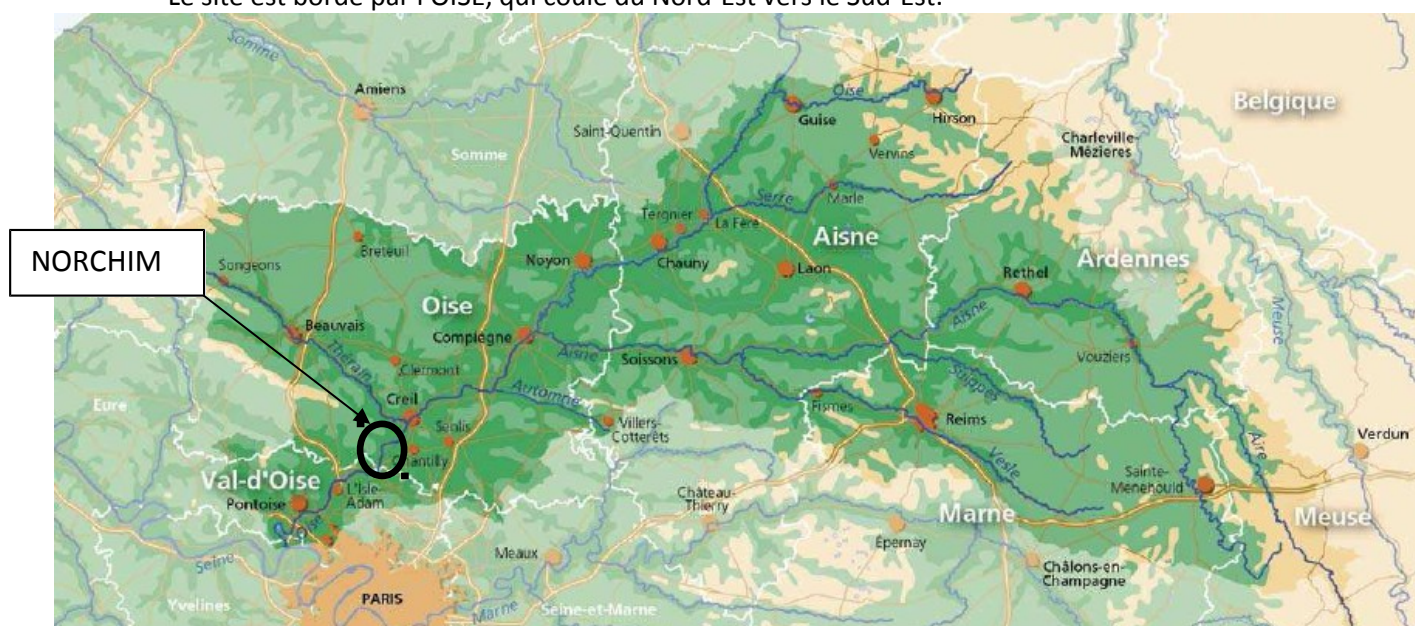 Le site est bordé par l'OISE, qui coule du Nord-Est vers le Sud-Est.
Somme
Amiens
Saint-Quentin
Somme
Guise
Oise
Hirson
Vervins
Charleville-
Mézières
Belgique
NORCHIM
Songeons
Breteuil
Noyon
Tergnier
La Fère
Serre
Marle
Chauny
Laon
Aisne
Rethel
Ardennes
Meuse
Oise
Beauvais
Thérain
Clermont
Compiègne
Aisne
Soissons
Aisne
Vouziers
Suippes
Aire
Eure
Creil
Senlis
Automne
Villers-
Cotterêts
Fismes
Reims
Vesle
Verdun
Chantilly
Val-d'Oise
Pontoise
L'Isle-
Adam
Château-
Thierry
Marne
Sainte-
Menehould
Meuse
Épernay
Châlons-en-
Champagne
Seine
Meaux
Yvelines
PARIS
Marne
Seine-et-Marne